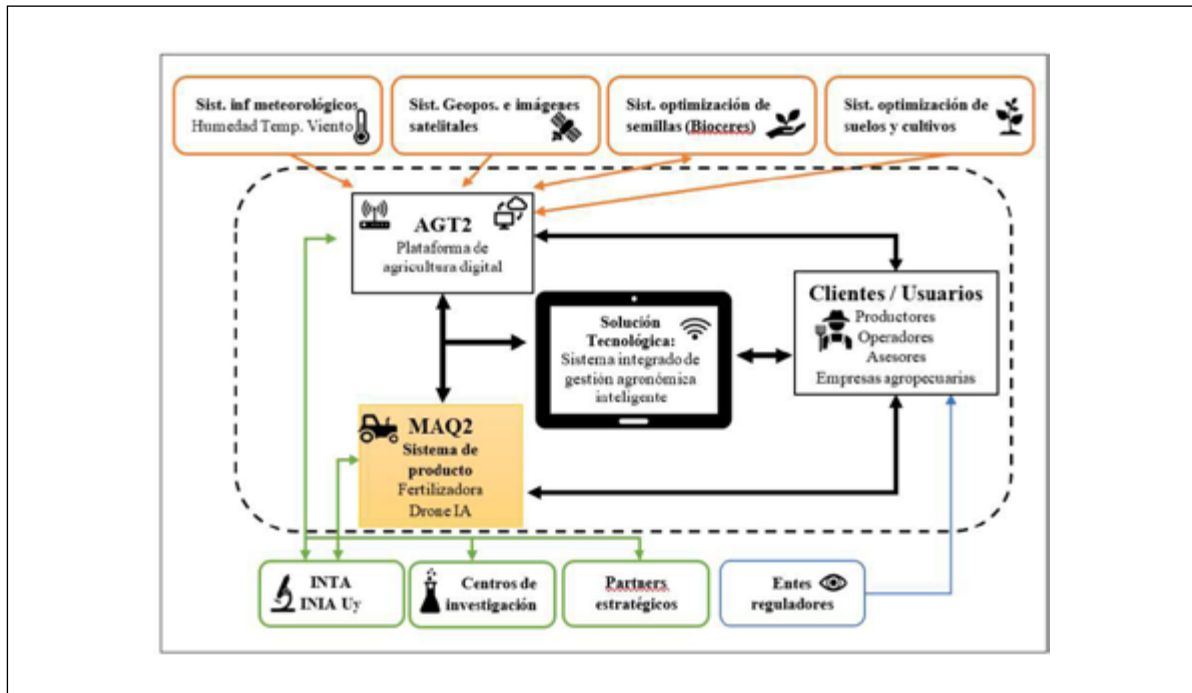 Sist. inf meteorológicos
Humedad Temp. Viento
Sist. Geopos. e imágenes
satelitales
Sist. optimización de
semillas (Bioceres)
Sist. optimización de
suelos y cultivos
AGT2
Plataforma de
agricultura digital
Solución
Tecnológica:
Sistema integrado de
gestión agronómica
inteligente
Clientes / Usuarios
Productores
Operadores
Asesores
Empresas agropecuarias
MAQ2
Sistema de
producto
Fertilizadora
Drone IA
INTA
INIA Uy
Centros de
investigación
Partners
estratégicos
Entes
reguladores